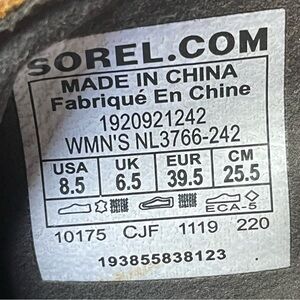 SOREL.COM
MADE IN CHINA
Fabriqué En Chine
1920921242
WMN'S NL3766-242
USA UK EUR CM
8.5 6.5 39.5 25.5
ECA-5
10175 CJF 1119 220
193855838123